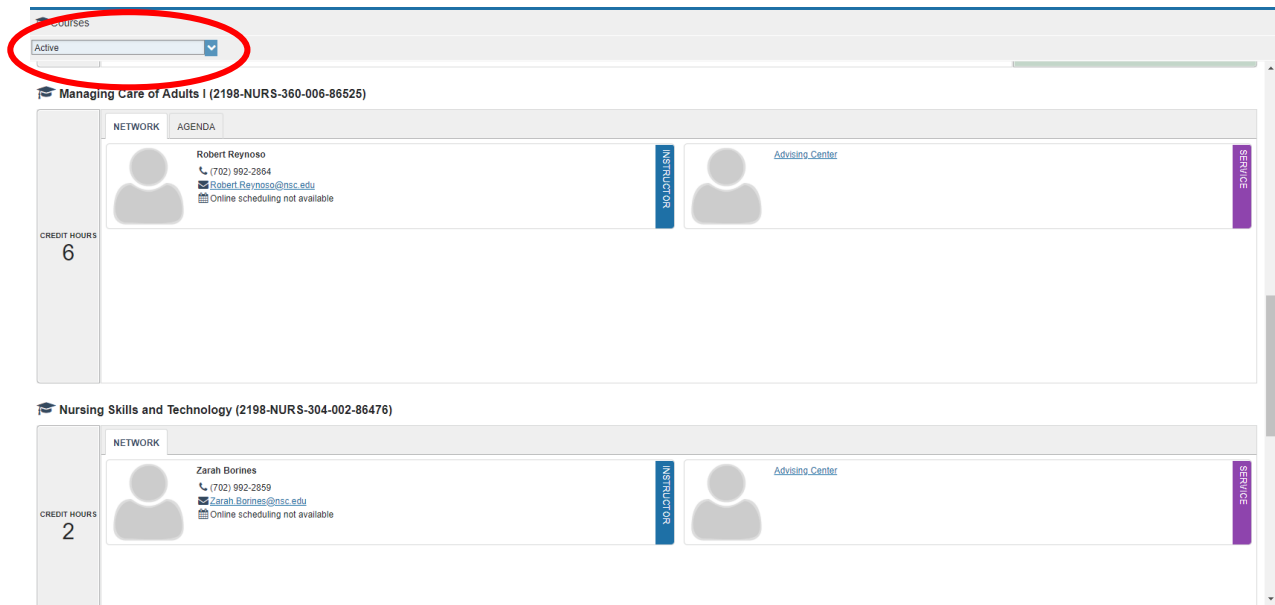 Courses
Active
Managing Care of Adults I (2198-NURS-360-006-86525)
NETWORK AGENDA
Robert Reynoso
(702) 992-2864
Robert.Reynoso@nsc.edu
Online scheduling not available
INSTRUCTOR
Advising Center
SERVICE
CREDIT HOURS
6
Nursing Skills and Technology (2198-NURS-304-002-86476)
NETWORK
Zarah Borines
(702) 992-2859
Zarah.Borines@nsc.edu
Online scheduling not available
INSTRUCTOR
Advising Center
SERVICE
CREDIT HOURS
2